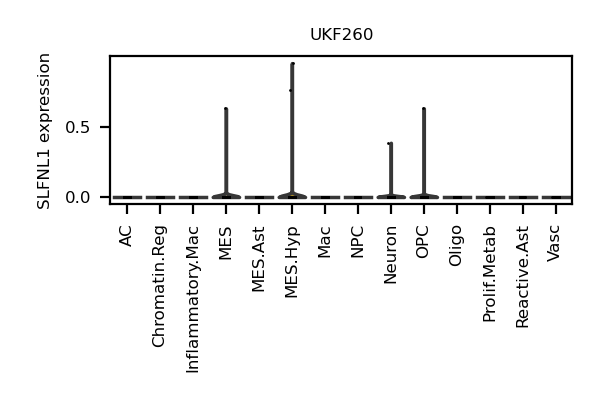 UKF260
SLFNL1 expression
0.5
0.0
AC
Chromatin.Reg
Inflammatory.Mac
MES
MES.Ast
MES.Hyp
Mac
NPC
Neuron
OPC
Oligo
Prolif.Metab
Reactive.Ast
Vasc